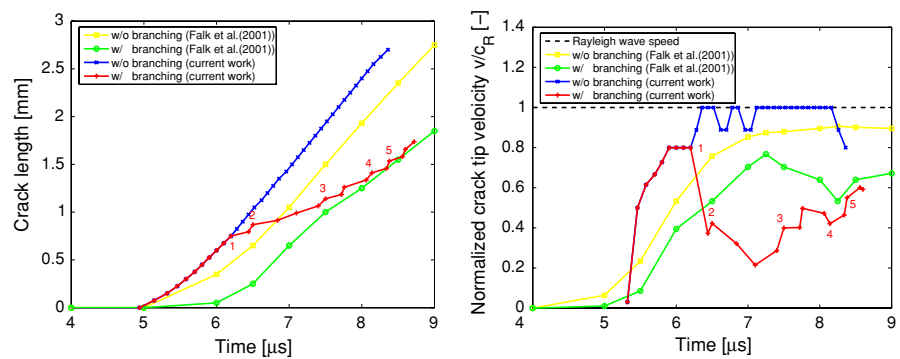 3
2.5
2
1.5
1
0.5
0
Crack length [mm]
w/o branching (Falk et al.(2001))
w/ branching (Falk et al.(2001))
w/o branching (current work)
w/ branching (current work)
1
2
3
4
5
4 5 6 7 8 9
Time [μs]
1.4
1.2
1
0.8
0.6
0.4
0.2
0
Normalized crack tip veloicity v/cR [–]
Rayleigh wave speed
w/o branching (Falk et al.(2001))
w/ branching (Falk et al.(2001))
w/o branching (current work)
w/ branching (current work)
1
2
3
4
5
4 5 6 7 8 9
Time [μs]